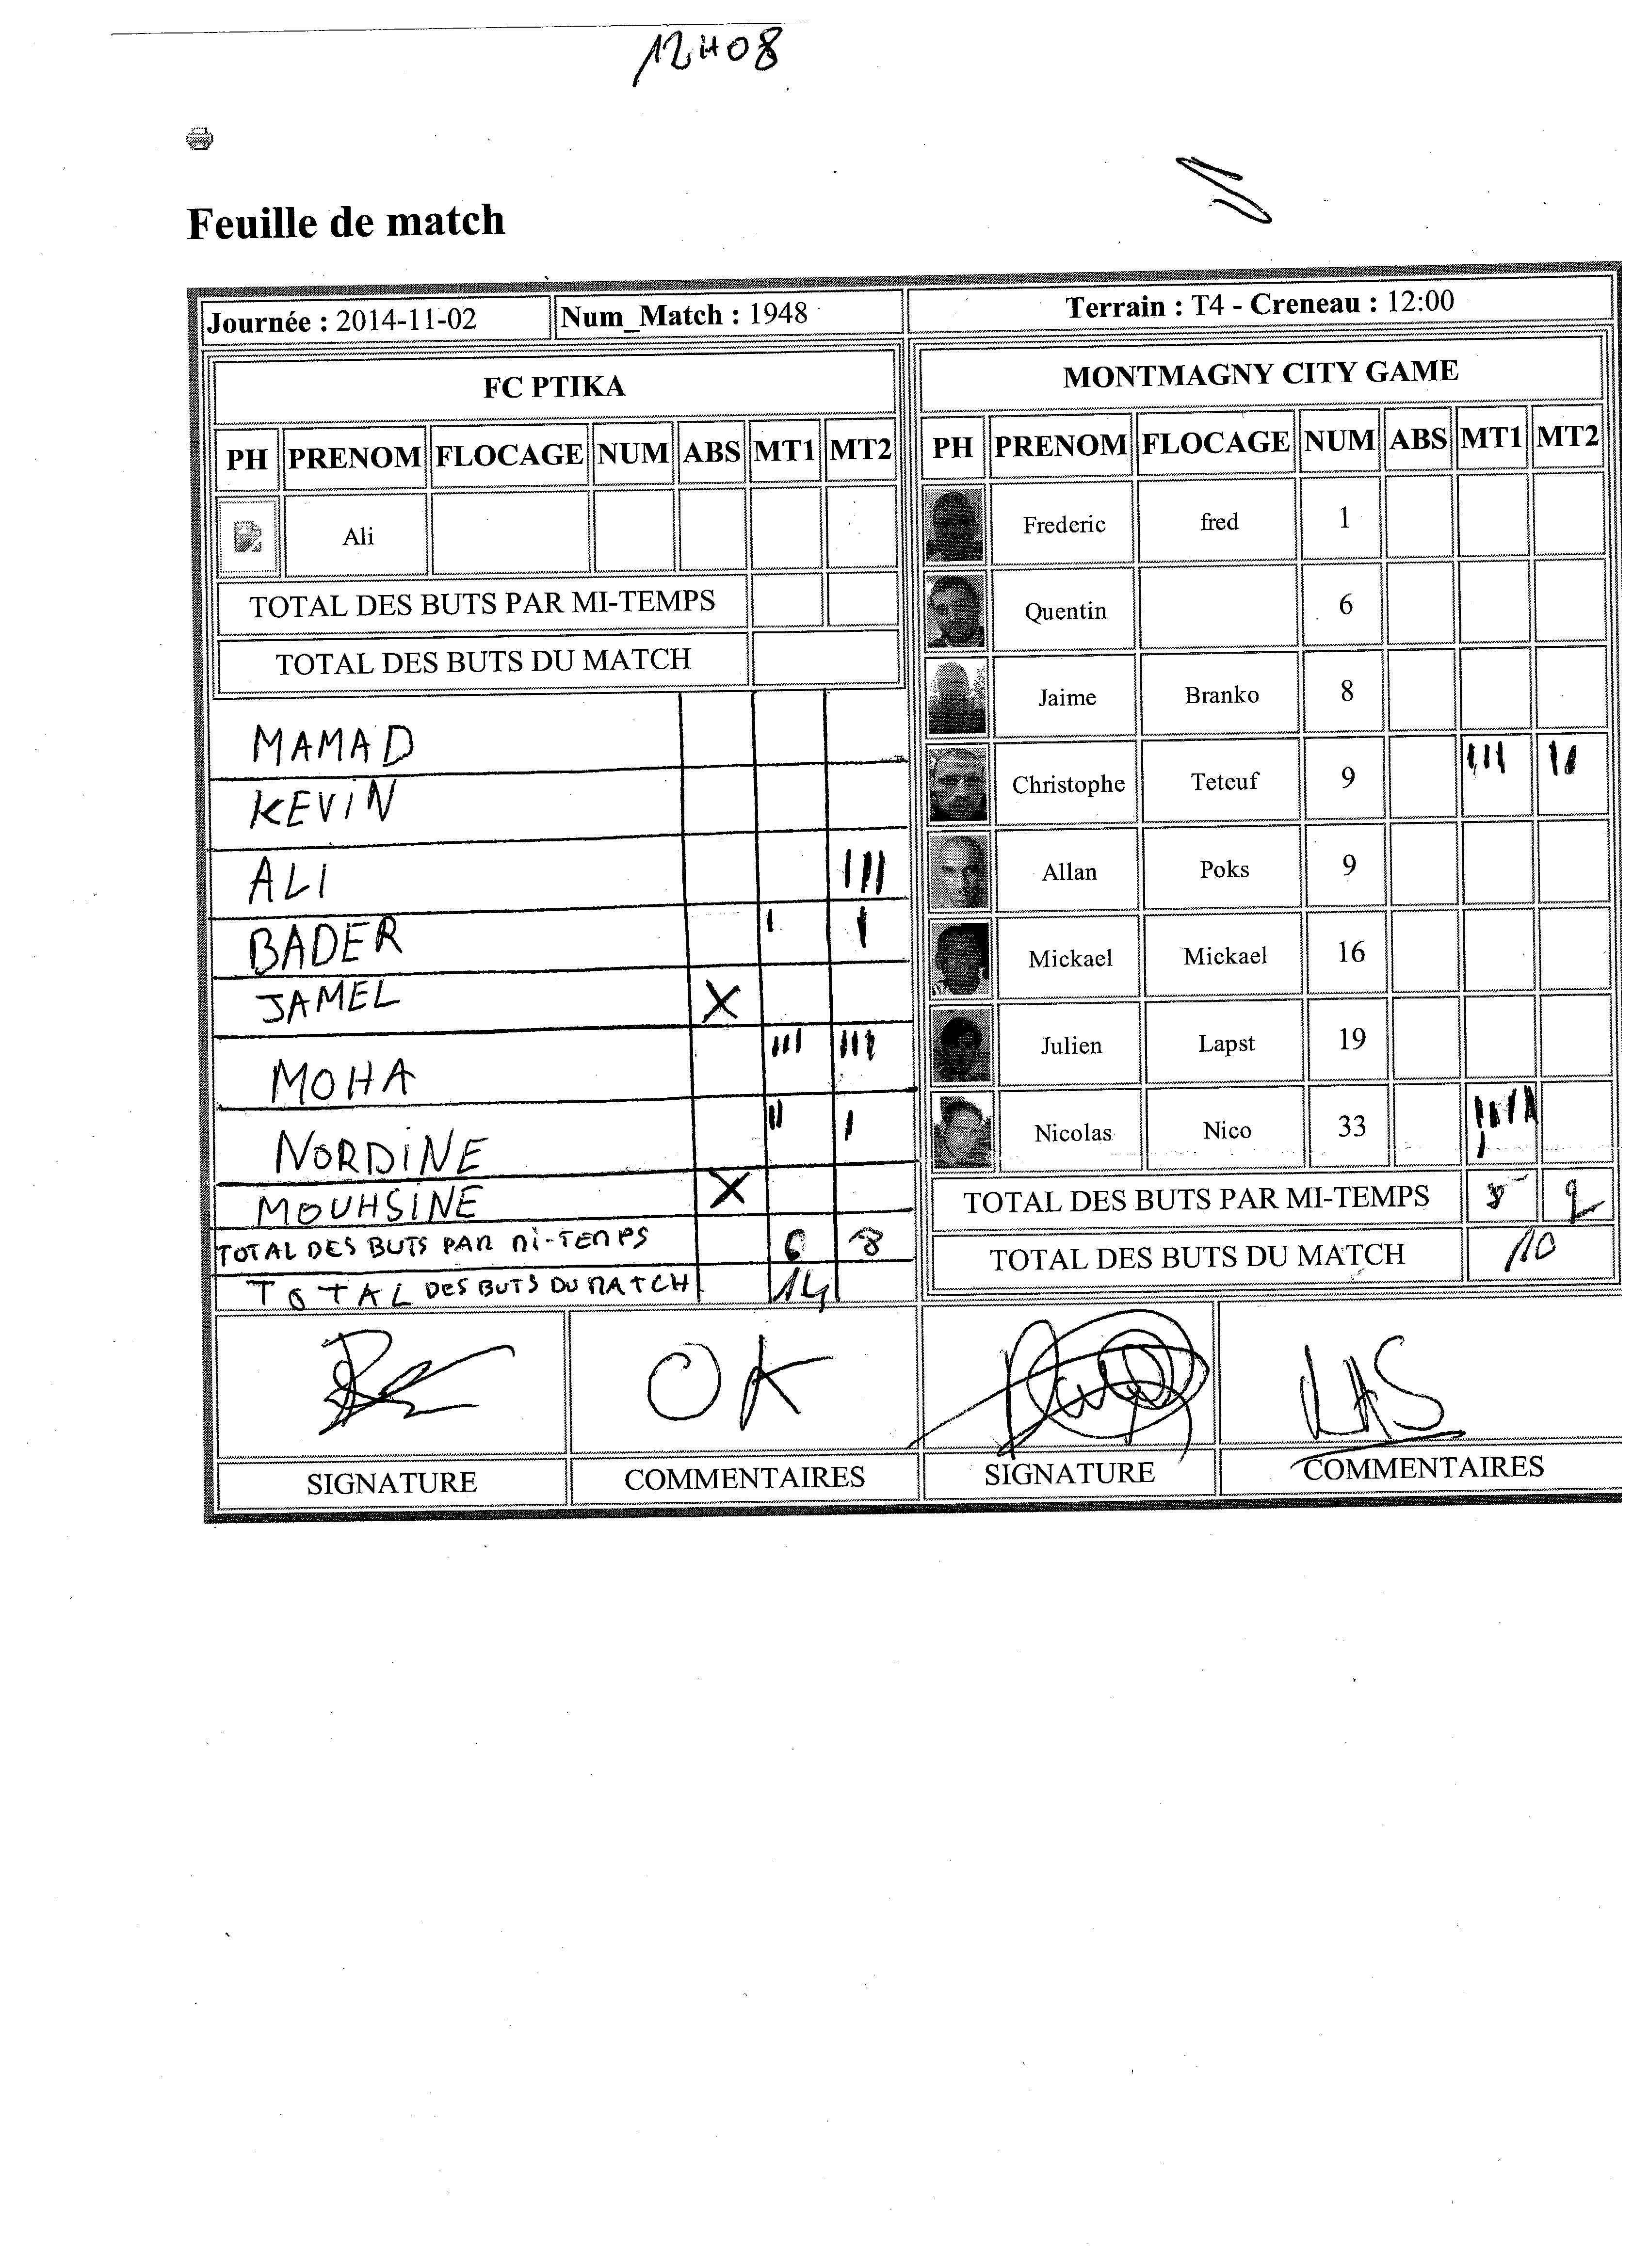 12H08
Feuille de match
Journée : 2014-11-02 Num_Match : 1948 Terrain : T4 - Creneau : 12:00
FC PTIKA
PH PRENOM FLOCAGE NUM ABS MT1 MT2
Ali
TOTAL DES BUTS PAR MI-TEMPS
TOTAL DES BUTS DU MATCH
MAMAD
KEVIN
ALI III
BADER I I
JAMEL X
MOHA III III
NORDINE II I
MOUHSINE X
TOTAL DES BUTS PAR MI-TEMPS 6 8
TOTAL DES BUTS DU MATCH 14
OK
SIGNATURE COMMENTAIRES
MONTMAGNY CITY GAME
PH PRENOM FLOCAGE NUM ABS MT1 MT2
Frederic fred 1
Quentin 6
Jaime Branko 8
Christophe Teteuf 9 III II
Allan Poks 9
Mickael Mickael 16
Julien Lapst 19
Nicolas Nico 33
TOTAL DES BUTS PAR MI-TEMPS 8 2
TOTAL DES BUTS DU MATCH 10
SIGNATURE COMMENTAIRES